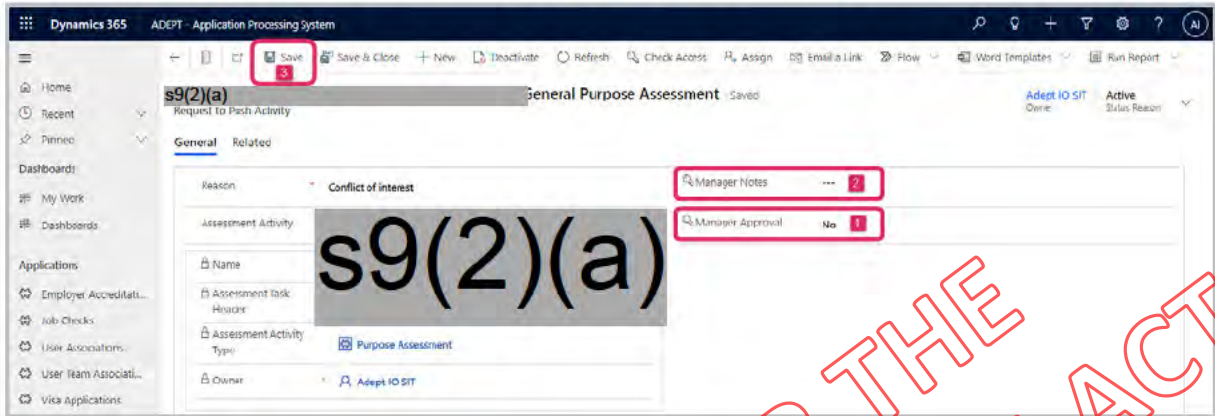 Dynamics 365 ADEPT - Application Processing System ? AI
← Save Save & Close + New Deactivate Refresh Check Access Assign Email a Link Flow Word Templates Run Report
3
Home
s9(2)(a) General Purpose Assessment - Saved Adept IO SIT Active
Request to Push Activity Owner Status Reason
Recent
Pinned General Related
Dashboards
Reason * Conflict of interest Manager Notes --- 2
My Work
Dashboards Assessment Activity Manager Approval No 1
s9(2)(a)
Applications Name
Employer Accreditati... Assessment Task
Header
Job Checks Assessment Activity
Type Purpose Assessment
User Associations
User Team Associati... Owner * Adept IO SIT
Visa Applications
THE
ACT